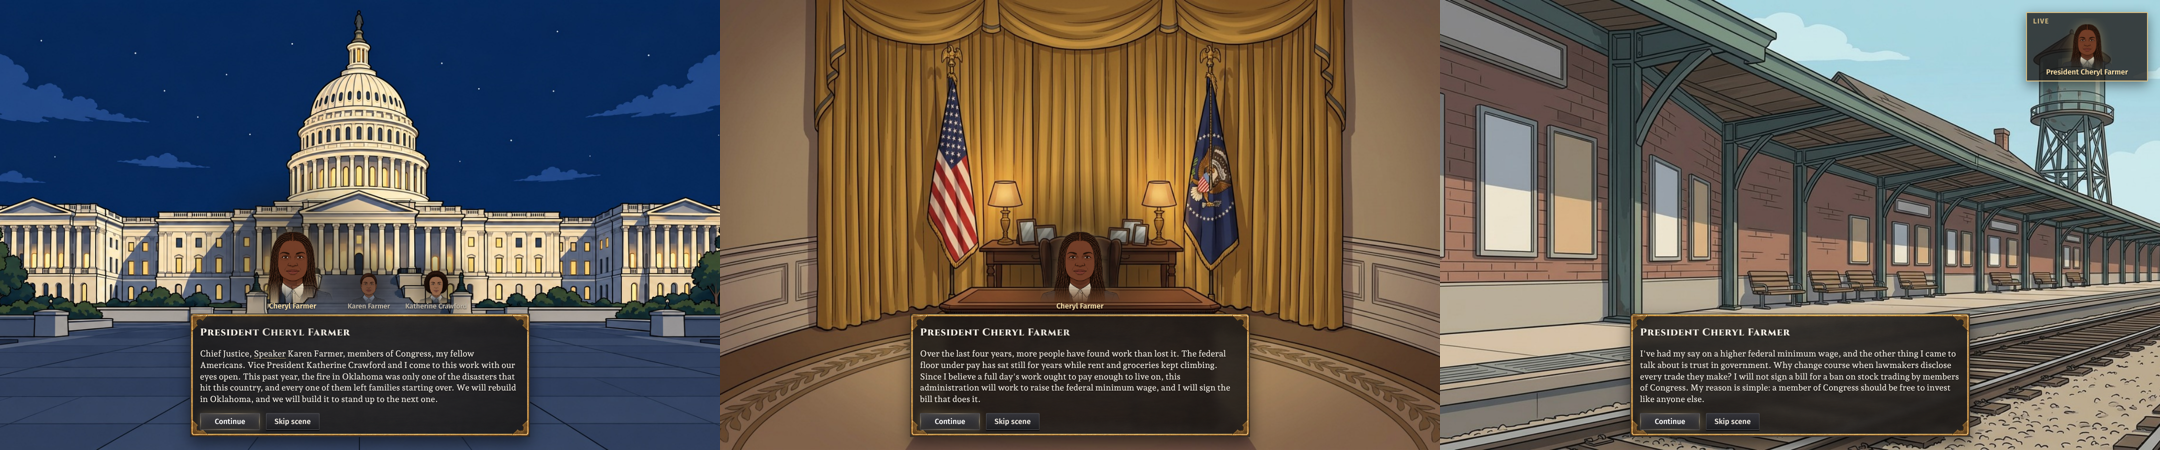 Cheryl Farmer
Karen Farmer
Katherine Crawford
President Cheryl Farmer
Chief Justice, Speaker Karen Farmer, members of Congress, my fellow
Americans. Vice President Katherine Crawford and I come to this work with our
eyes open. This past year, the fire in Oklahoma was only one of the disasters that
hit this country, and every one of them left families starting over. We will rebuild
in Oklahoma, and we will build it to stand up to the next one.
Continue
Skip scene
Cheryl Farmer
President Cheryl Farmer
Over the last four years, more people have found work than lost it. The federal
floor under pay has sat still for years while rent and groceries kept climbing.
Since I believe a full day's work ought to pay enough to live on, this
administration will work to raise the federal minimum wage, and I will sign the
bill that does it.
Continue
Skip scene
LIVE
President Cheryl Farmer
President Cheryl Farmer
I've had my say on a higher federal minimum wage, and the other thing I came to
talk about is trust in government. Why change course when lawmakers disclose
every trade they make? I will not sign a bill for a ban on stock trading by members
of Congress. My reason is simple: a member of Congress should be free to invest
like anyone else.
Continue
Skip scene